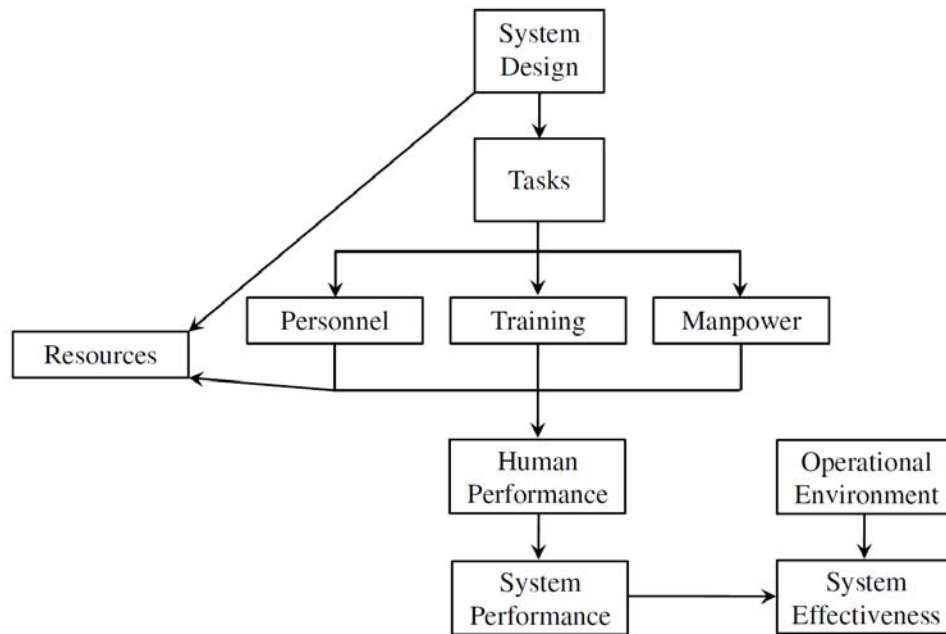 System
Design
Tasks
Personnel
Training
Manpower
Resources
Human
Performance
Operational
Environment
System
Performance
System
Effectiveness